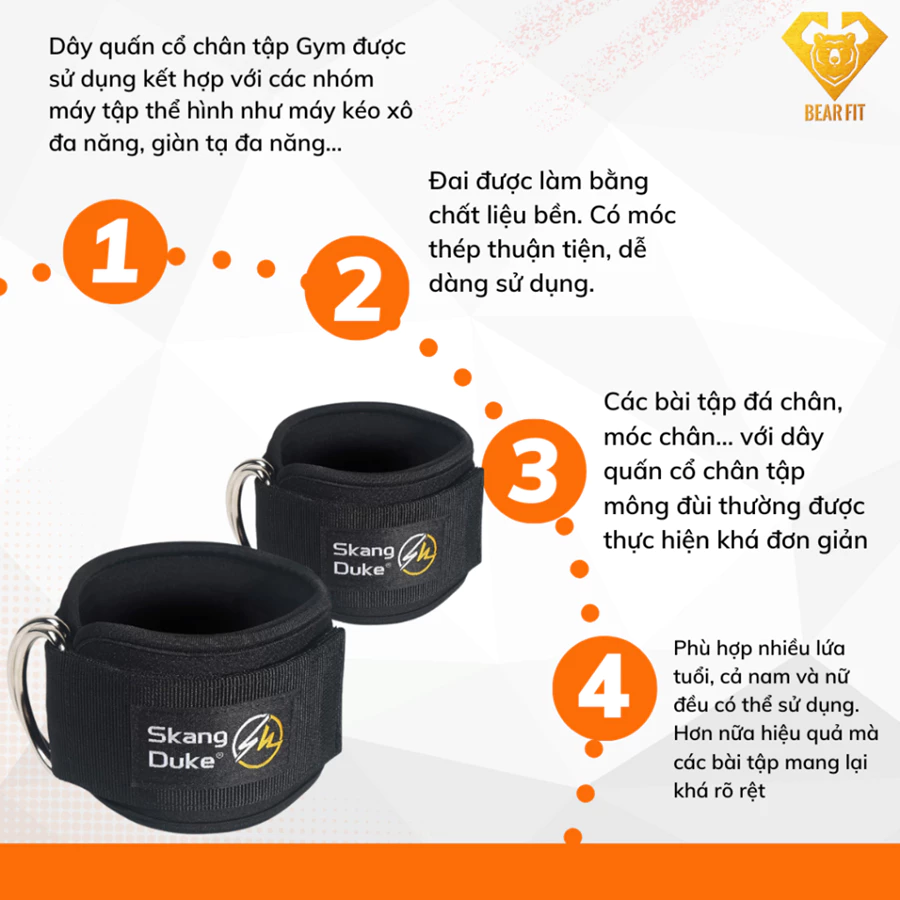 Dây quấn cổ chân tập Gym được
sử dụng kết hợp với các nhóm
máy tập thể hình như máy kéo xô
đa năng, giàn tạ đa năng...
BEAR FIT
1
2
Đai được làm bằng
chất liệu bền. Có móc
thép thuận tiện, dễ
dàng sử dụng.
3
Các bài tập đá chân,
móc chân... với dây
quấn cổ chân tập
mông đùi thường được
thực hiện khá đơn giản
Skang
Duke®
Skang
Duke®
4
Phù hợp nhiều lứa
tuổi, cả nam và nữ
đều có thể sử dụng.
Hơn nữa hiệu quả mà
các bài tập mang lại
khá rõ rệt